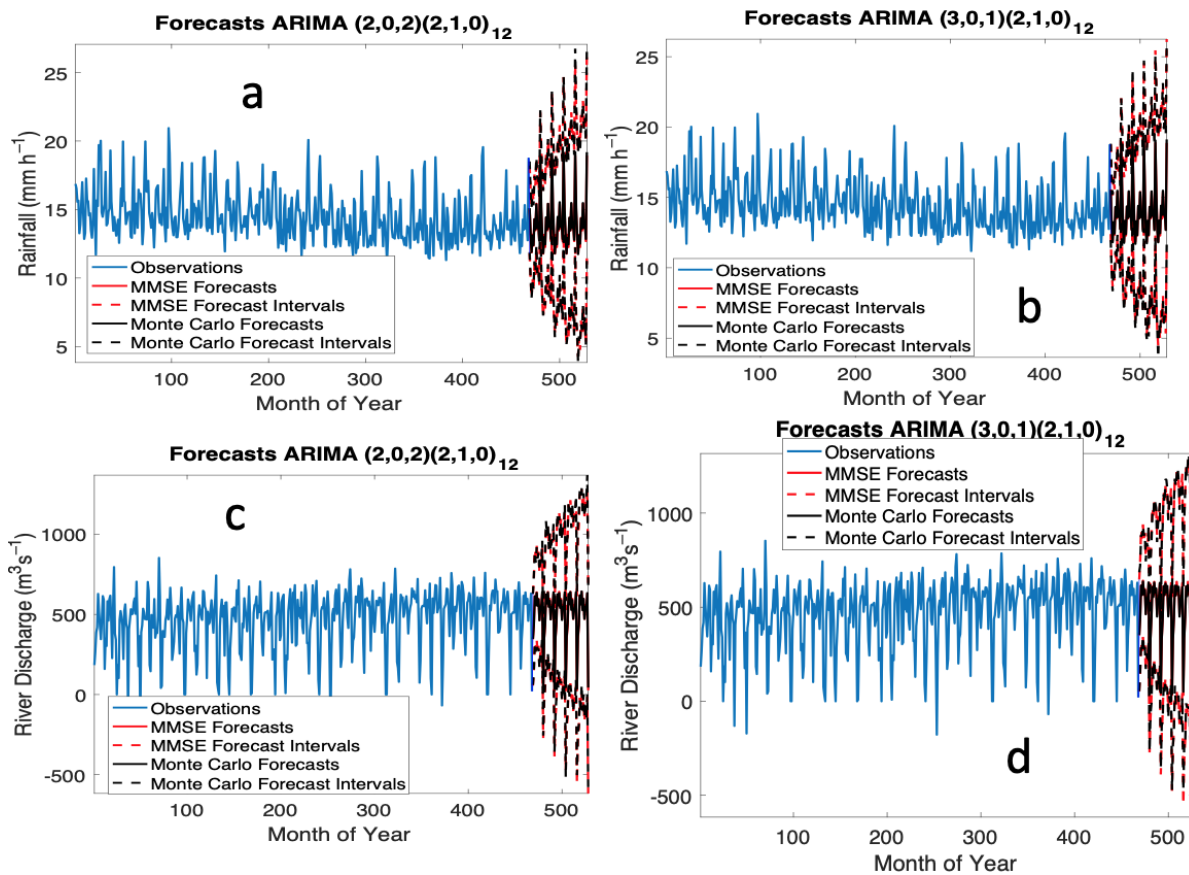 Forecasts ARIMA (2,0,2)(2,1,0)₁₂
a
Rainfall (mm h⁻¹)
25
20
15
10
5
Observations
MMSE Forecasts
MMSE Forecast Intervals
Monte Carlo Forecasts
Monte Carlo Forecast Intervals
100 200 300 400 500
Month of Year
Forecasts ARIMA (3,0,1)(2,1,0)₁₂
b
Rainfall (mm h⁻¹)
25
20
15
10
5
Observations
MMSE Forecasts
MMSE Forecast Intervals
Monte Carlo Forecasts
Monte Carlo Forecast Intervals
100 200 300 400 500
Month of Year
Forecasts ARIMA (2,0,2)(2,1,0)₁₂
c
River Discharge (m³s⁻¹)
1000
500
0
-500
Observations
MMSE Forecasts
MMSE Forecast Intervals
Monte Carlo Forecasts
Monte Carlo Forecast Intervals
100 200 300 400 500
Month of Year
Forecasts ARIMA (3,0,1)(2,1,0)₁₂
Observations
MMSE Forecasts
MMSE Forecast Intervals
Monte Carlo Forecasts
Monte Carlo Forecast Intervals
d
River Discharge (m³s⁻¹)
1000
500
0
-500
100 200 300 400 500
Month of Year